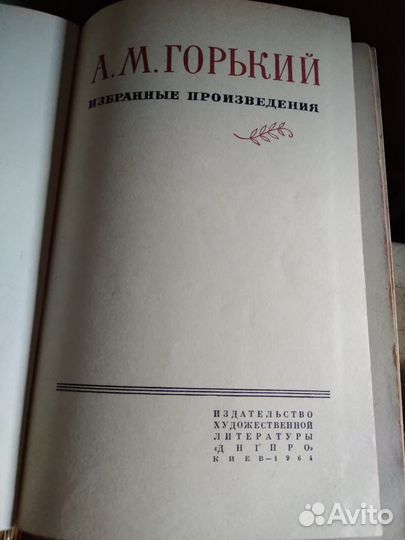 А. М. ГОРЬКИЙ
ИЗБРАННЫЕ ПРОИЗВЕДЕНИЯ
ИЗДАТЕЛЬСТВО
ХУДОЖЕСТВЕННОЙ
ЛИТЕРАТУРЫ
«ДНІПРО»
КИЕВ—1964
Avito